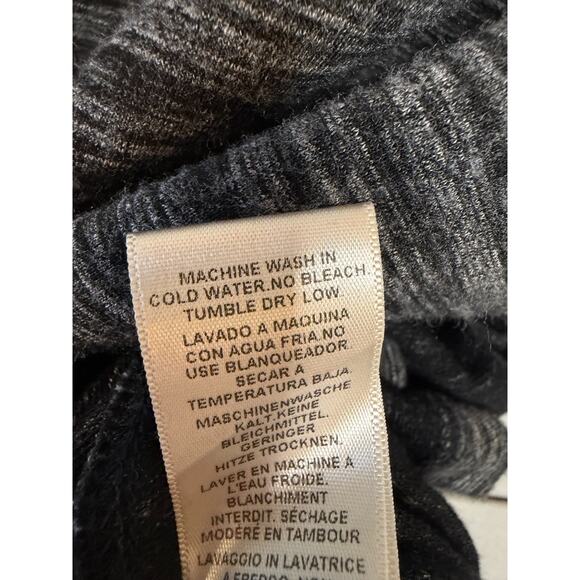 MACHINE WASH IN
COLD WATER.NO BLEACH.
TUMBLE DRY LOW.
LAVADO A MAQUINA
CON AGUA FRIA.NO
USE BLANQUEADOR.
SECAR A
TEMPERATURA BAJA.
MASCHINENWASCHE
KALT.KEINE
BLEICHMITTEL.
GERINGER
HITZE TROCKNEN.
LAVER EN MACHINE A
L'EAU FROIDE.
BLANCHIMENT
INTERDIT. SÉCHAGE
MODÉRÉ EN TAMBOUR
LAVAGGIO IN LAVATRICE